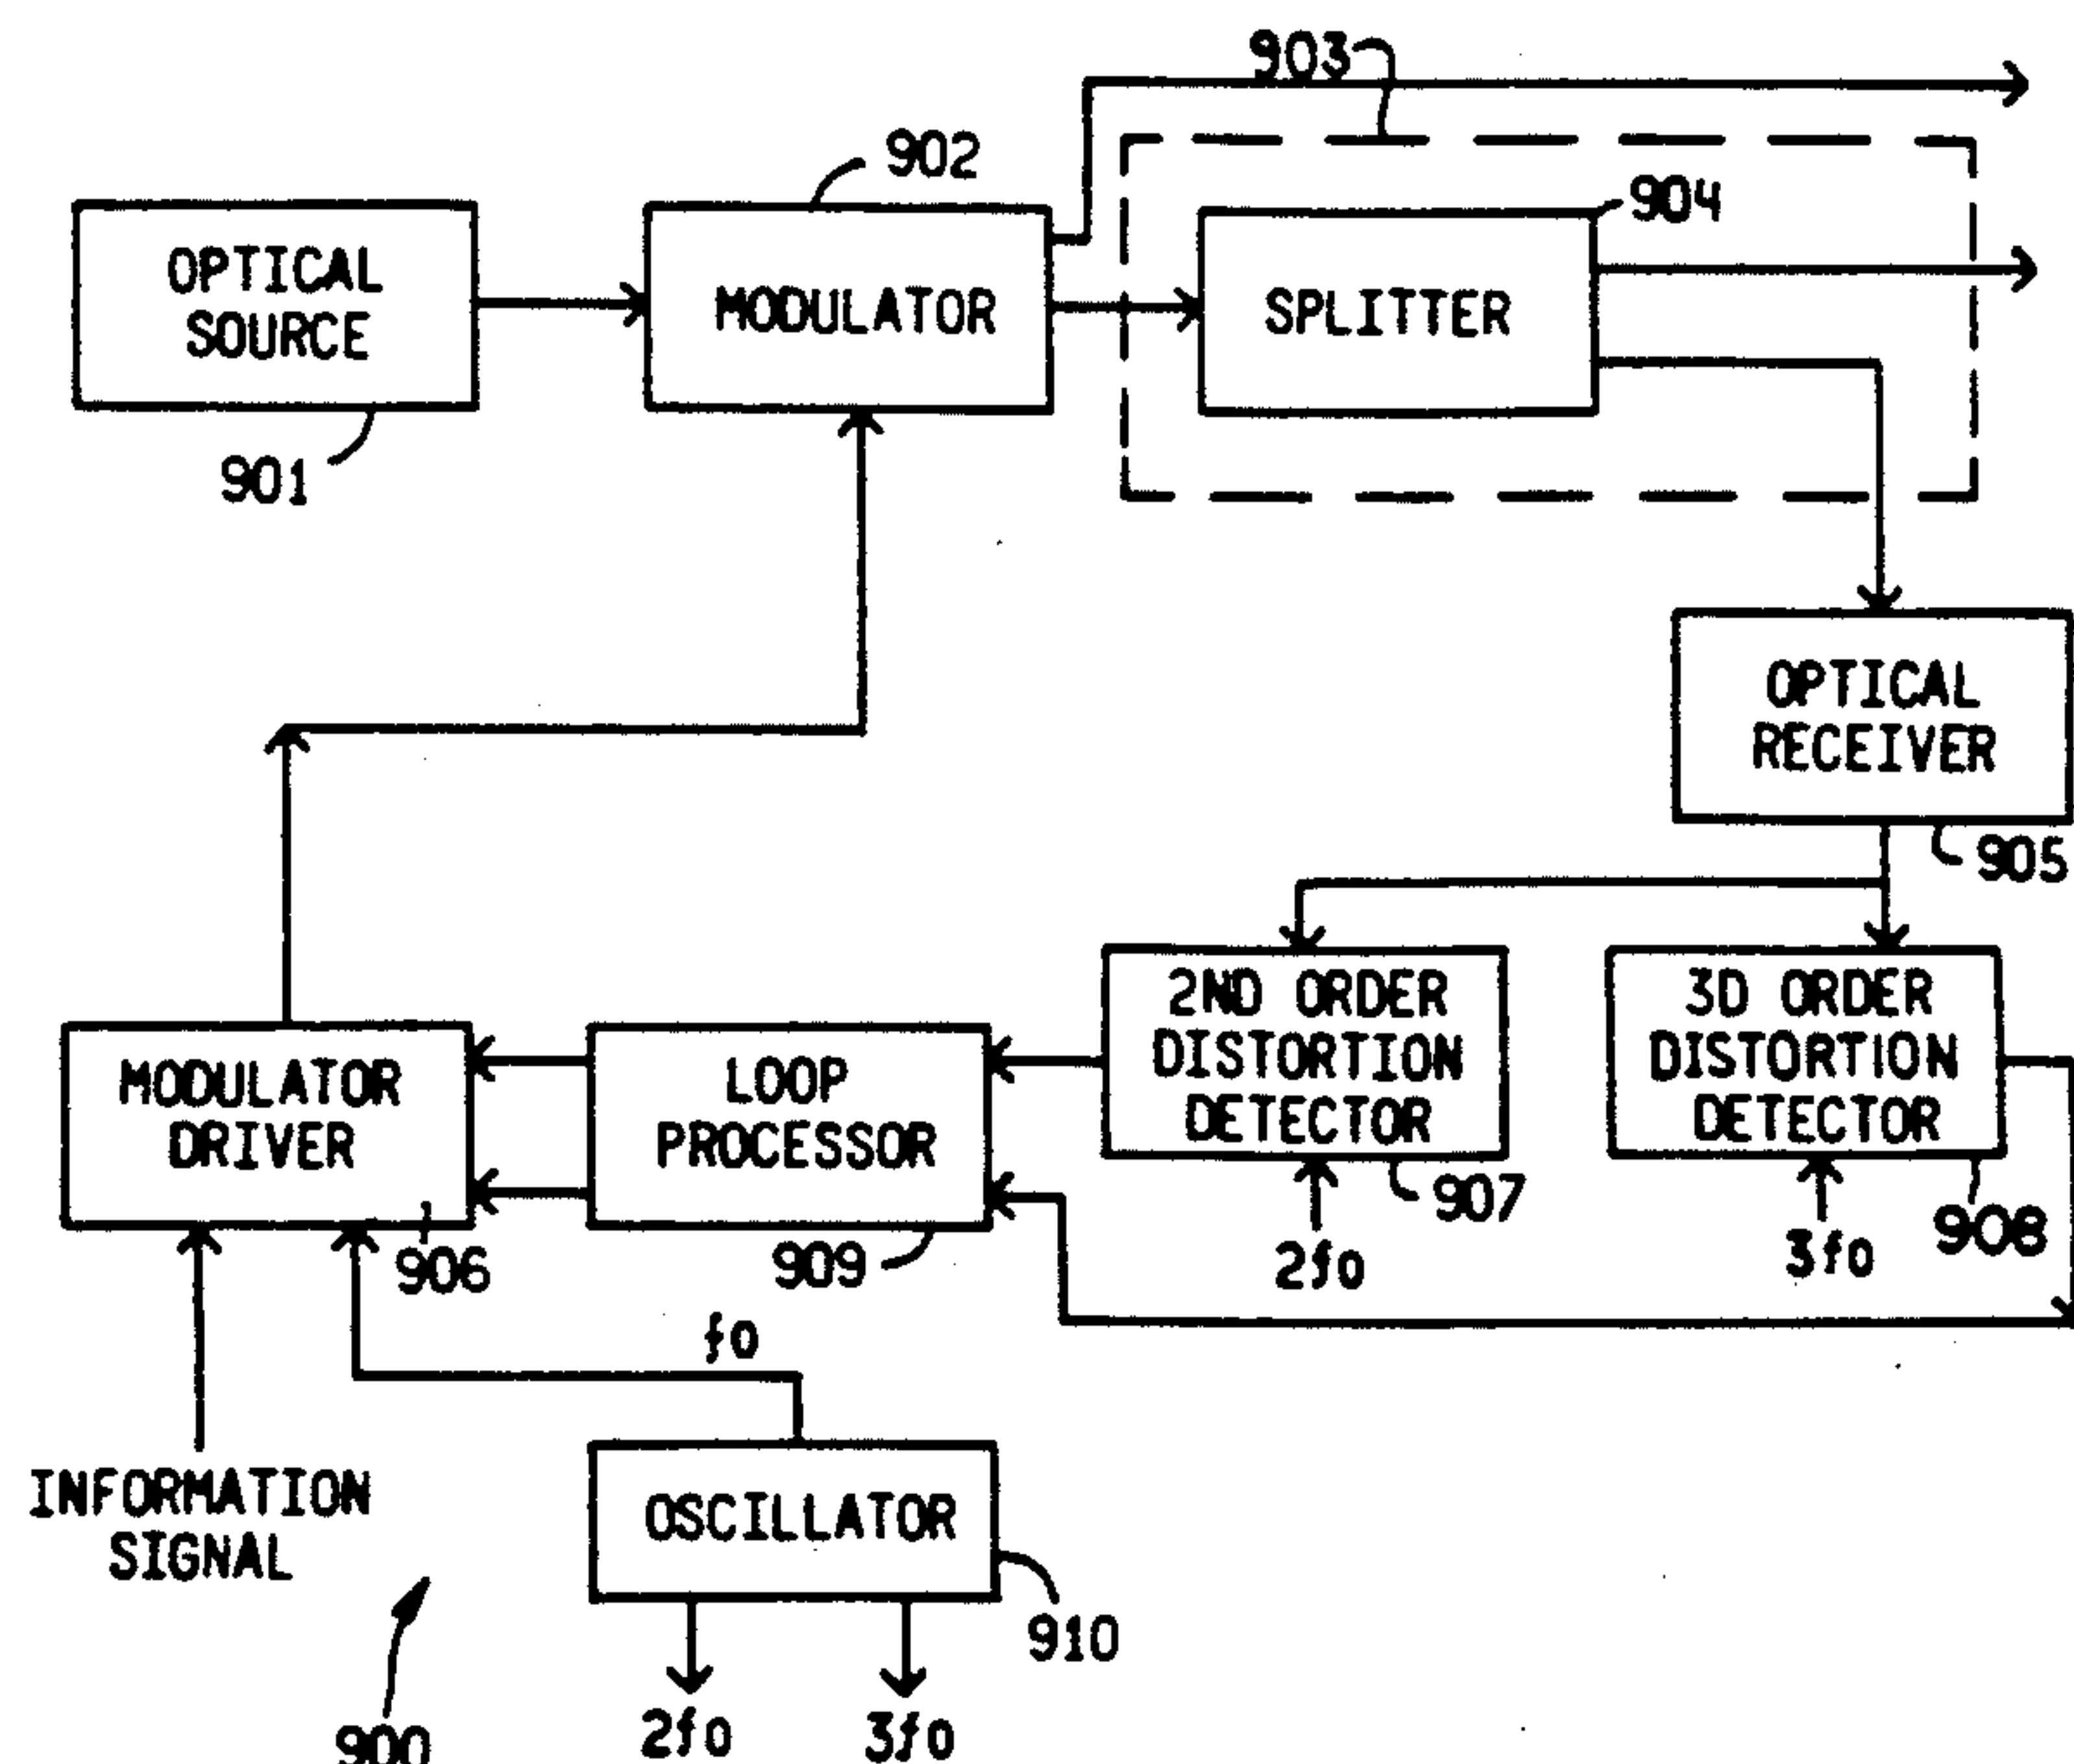 903
902
904
OPTICAL
SOURCE
MODULATOR
SPLITTER
901
OPTICAL
RECEIVER
905
2ND ORDER
DISTORTION
DETECTOR
3D ORDER
DISTORTION
DETECTOR
MODULATOR
DRIVER
LOOP
PROCESSOR
907
908
906
909
2fo
3fo
fo
INFORMATION
SIGNAL
OSCILLATOR
910
900
2fo
3fo